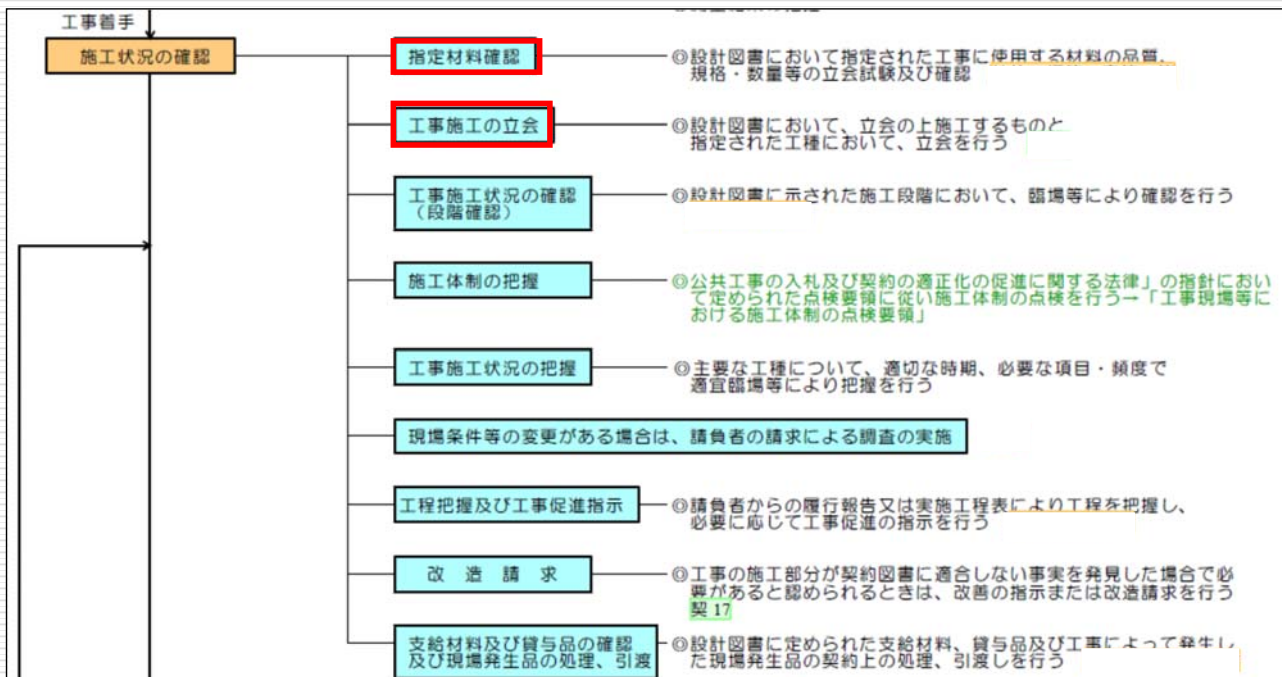 工事着手
施工状況の確認
指定材料確認
◎設計図書において指定された工事に使用する材料の品質、
規格・数量等の立会試験及び確認
工事施工の立会
◎設計図書において、立会の上施工するものと
指定された工種において、立会を行う
工事施工状況の確認
（段階確認）
◎設計図書に示された施工段階において、臨場等により確認を行う
施工体制の把握
◎公共工事の入札及び契約の適正化の促進に関する法律」の指針におい
て定められた点検要領に従い施工体制の点検を行う→「工事現場等に
おける施工体制の点検要領」
工事施工状況の把握
◎主要な工種について、適切な時期、必要な項目・頻度で
適宜臨場等により把握を行う
現場条件等の変更がある場合は、請負者の請求による調査の実施
工程把握及び工事促進指示
◎請負者からの履行報告又は実施工程表により工程を把握し、
必要に応じて工事促進の指示を行う
改 造 請 求
◎工事の施工部分が契約図書に適合しない事実を発見した場合で必
要があると認められるときは、改善の指示または改造請求を行う
契 17
支給材料及び貸与品の確認
及び現場発生品の処理、引渡
◎設計図書に定められた支給材料、貸与品及び工事によって発生し
た現場発生品の契約上の処理、引渡しを行う